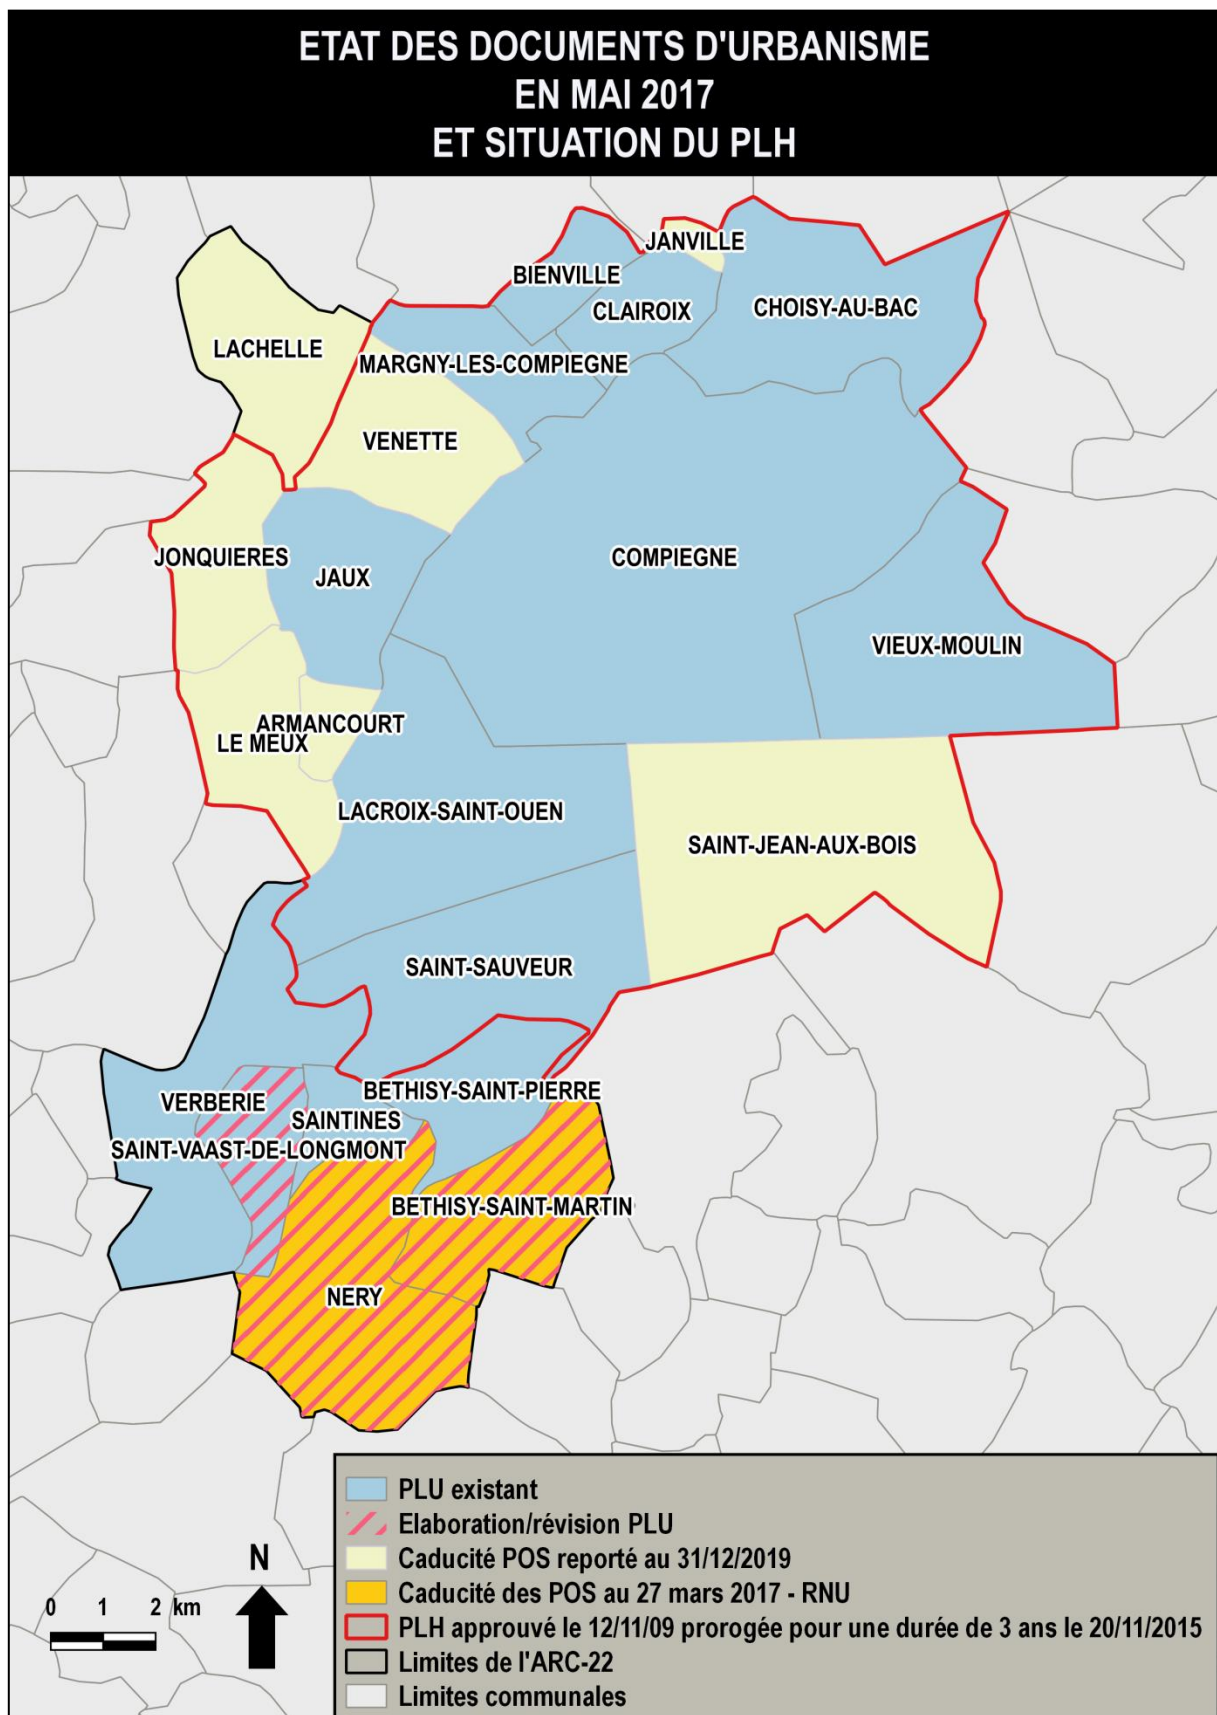 ETAT DES DOCUMENTS D'URBANISME
EN MAI 2017
ET SITUATION DU PLH
JANVILLE
BIENVILLE
CLAIROIX
CHOISY-AU-BAC
LACHELLE
MARGNY-LES-COMPIEGNE
VENETTE
JONQUIERES
JAUX
COMPIEGNE
VIEUX-MOULIN
ARMANCOURT
LE MEUX
LACROIX-SAINT-OUEN
SAINT-JEAN-AUX-BOIS
SAINT-SAUVEUR
BETHISY-SAINT-PIERRE
VERBERIE
SAINTINES
SAINT-VAAST-DE-LONGMONT
BETHISY-SAINT-MARTIN
NERY
PLU existant
Elaboration/révision PLU
Caducité POS reporté au 31/12/2019
Caducité des POS au 27 mars 2017 - RNU
PLH approuvé le 12/11/09 prorogée pour une durée de 3 ans le 20/11/2015
Limites de l'ARC-22
Limites communales
N
0 1 2 km